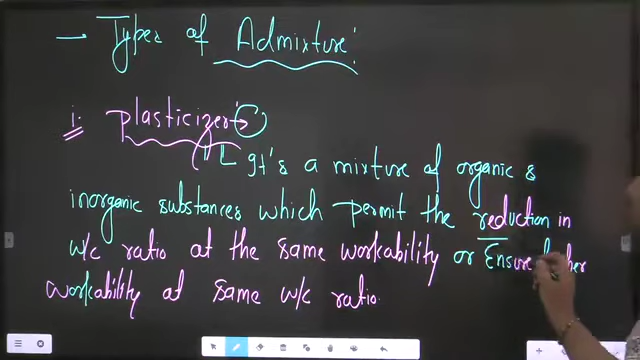 — Types of Admixture:
i. plasticizer →
It's a mixture of organic &
inorganic substances which permit the reduction in
w/c ratio at the same workability or Ensure
workability at same w/c ratio.